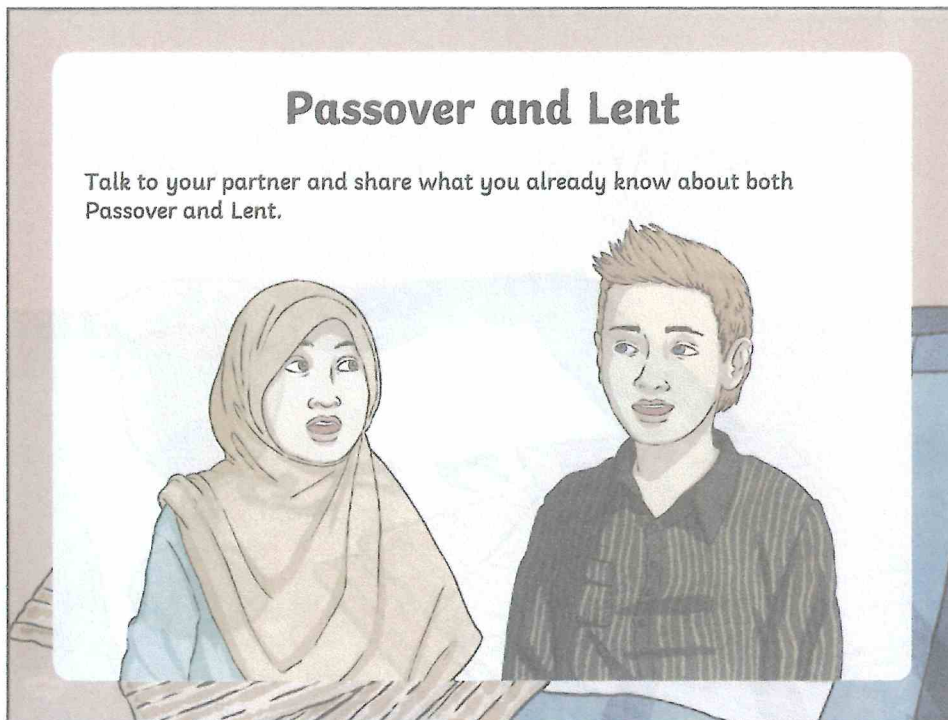 Passover and Lent
Talk to your partner and share what you already know about both
Passover and Lent.